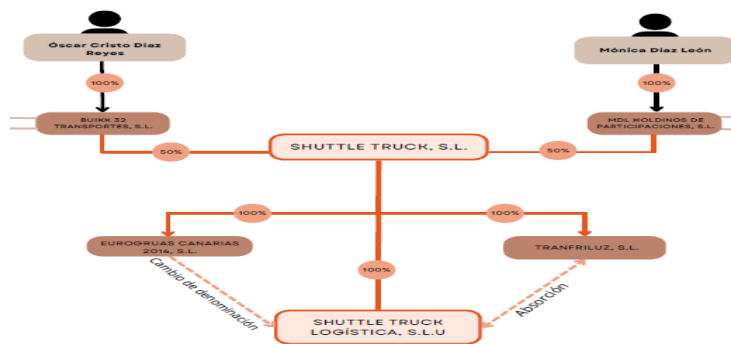 Óscar Cristo Díaz
Reyes
Mónica Díaz León
100%
100%
BUIKK 32
TRANSPORTES, S.L.
MDL HOLDINGS DE
PARTICIPACIONES, S.L.
SHUTTLE TRUCK, S.L.
50%
50%
100%
100%
EUROGRUAS CANARIAS
2014, S.L.
TRANFRILUZ, S.L.
100%
Cambio de denominación
Absorción
SHUTTLE TRUCK
LOGÍSTICA, S.L.U